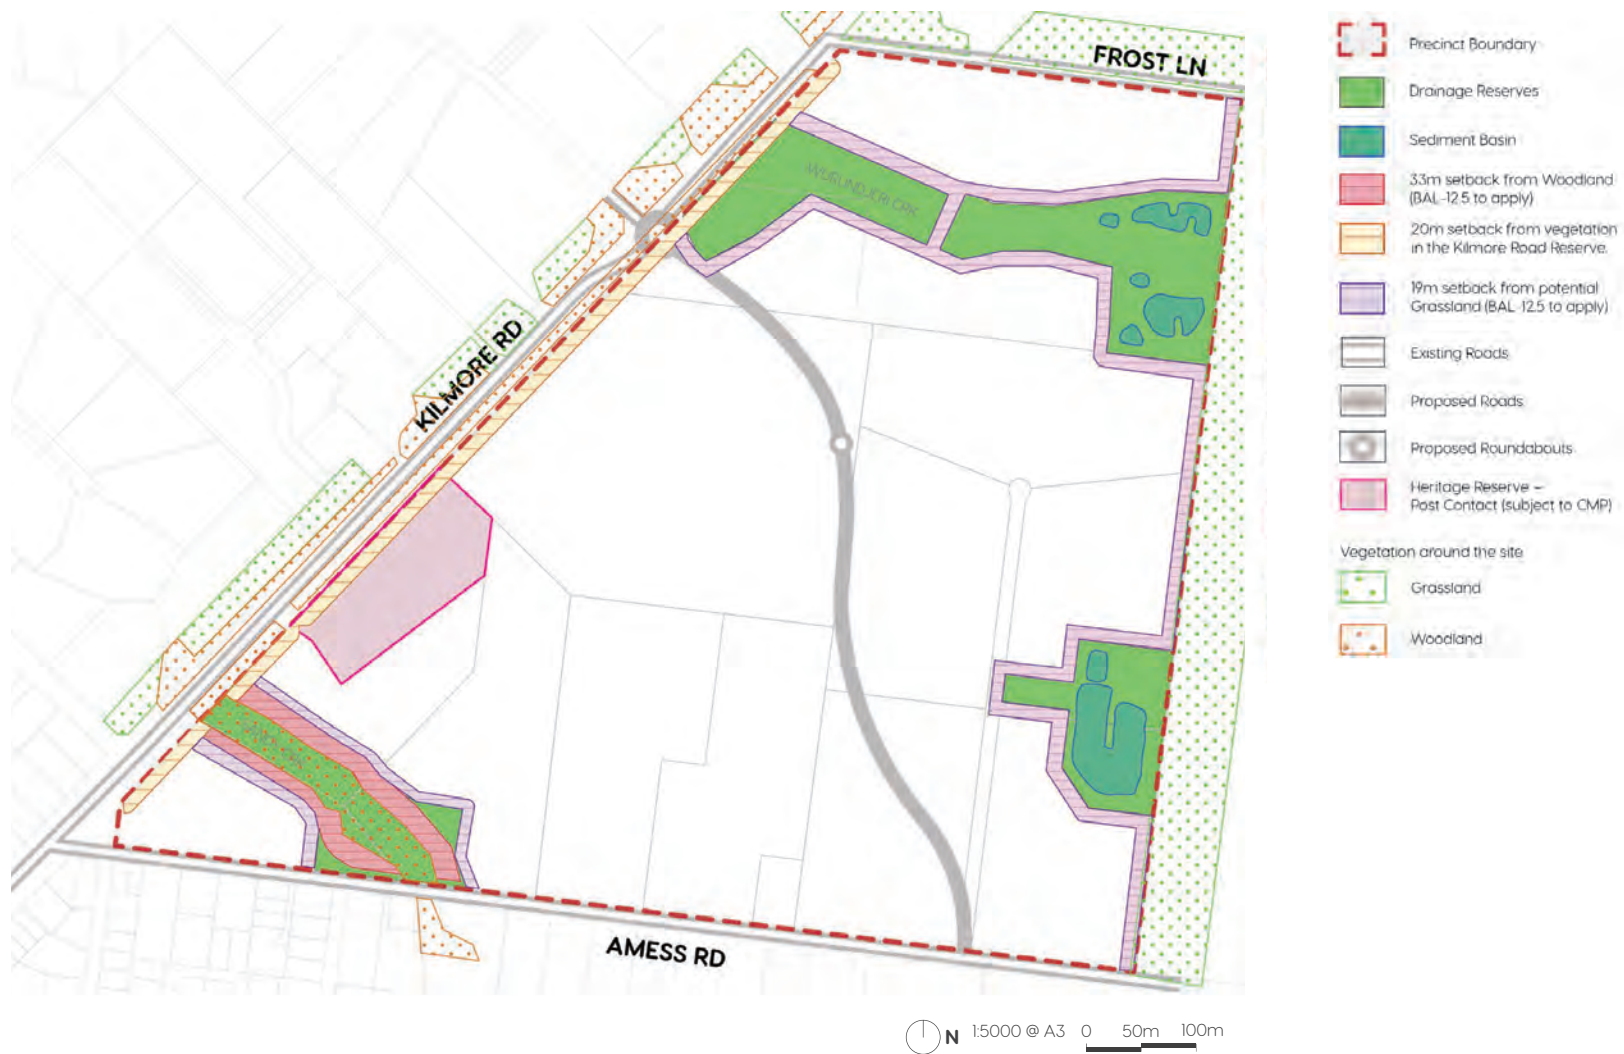 FROST LN
WURUNDJERI CRK
KILMORE RD
AMESS RD
N 1:5000 @ A3 0 50m 100m
Precinct Boundary
Drainage Reserves
Sediment Basin
33m setback from Woodland
(BAL-12.5 to apply)
20m setback from vegetation
in the Kilmore Road Reserve.
19m setback from potential
Grassland (BAL-12.5 to apply)
Existing Roads
Proposed Roads
Proposed Roundabouts
Heritage Reserve –
Post Contact (subject to CMP)
Vegetation around the site
Grassland
Woodland